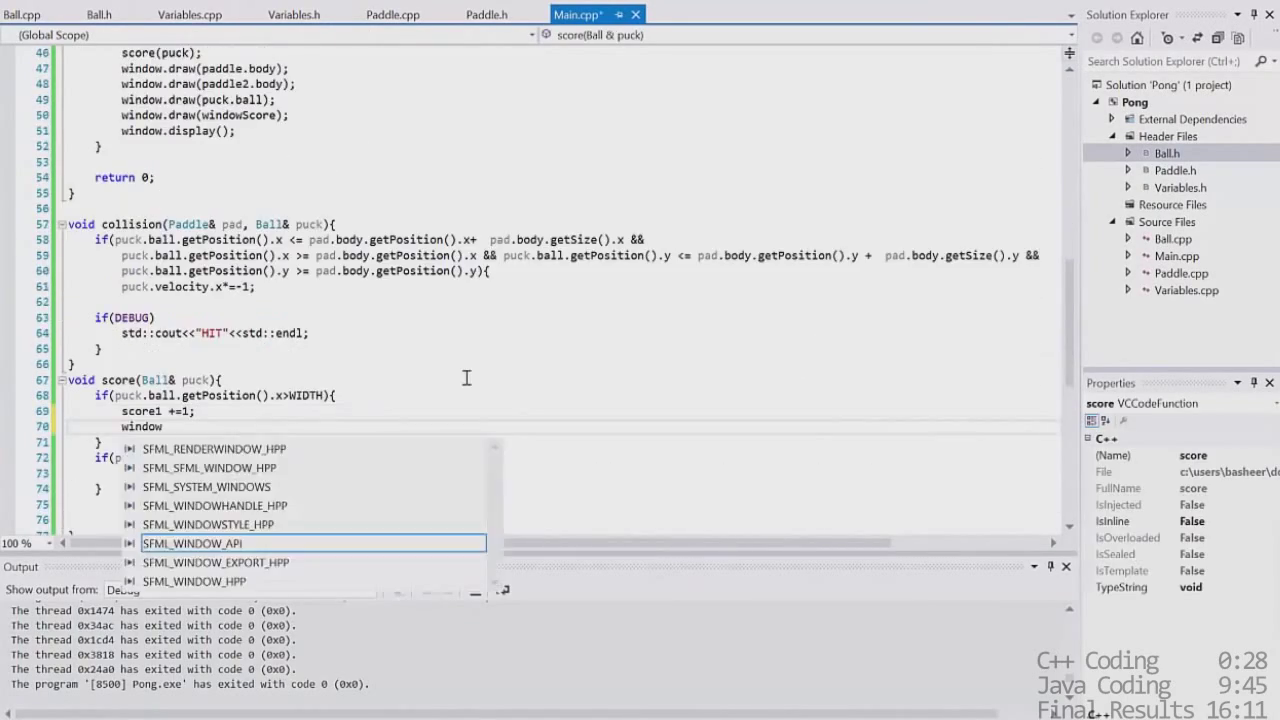 Ball.cpp Ball.h Variables.cpp Variables.h Paddle.cpp Paddle.h Main.cpp*
(Global Scope) score(Ball & puck)
46 score(puck);
47 window.draw(paddle.body);
48 window.draw(paddle2.body);
49 window.draw(puck.ball);
50 window.draw(windowScore);
51 window.display();
52 }
53
54 return 0;
55 }
56
57 void collision(Paddle& pad, Ball& puck){
58 if(puck.ball.getPosition().x <= pad.body.getPosition().x+ pad.body.getSize().x &&
59 puck.ball.getPosition().x >= pad.body.getPosition().x && puck.ball.getPosition().y <= pad.body.getPosition().y + pad.body.getSize().y &&
60 puck.ball.getPosition().y >= pad.body.getPosition().y){
61 puck.velocity.x*=-1;
62
63 if(DEBUG)
64 std::cout<<"HIT"<<std::endl;
65 }
66 }
67 void score(Ball& puck){
68 if(puck.ball.getPosition().x>WIDTH){
69 score1 +=1;
70 window
71 }
72 if(p
73
74 }
75
76
SFML_RENDERWINDOW_HPP
SFML_SFML_WINDOW_HPP
SFML_SYSTEM_WINDOWS
SFML_WINDOWHANDLE_HPP
SFML_WINDOWSTYLE_HPP
SFML_WINDOW_API
SFML_WINDOW_EXPORT_HPP
SFML_WINDOW_HPP
100 %
Output
Show output from: Debug
The thread 0x1474 has exited with code 0 (0x0).
The thread 0x34ac has exited with code 0 (0x0).
The thread 0x1cd4 has exited with code 0 (0x0).
The thread 0x3818 has exited with code 0 (0x0).
The thread 0x24a0 has exited with code 0 (0x0).
The program '[8500] Pong.exe' has exited with code 0 (0x0).
Solution Explorer
Search Solution Explorer (Ctrl+;)
Solution 'Pong' (1 project)
Pong
External Dependencies
Header Files
Ball.h
Paddle.h
Variables.h
Resource Files
Source Files
Ball.cpp
Main.cpp
Paddle.cpp
Variables.cpp
Properties
score VCCodeFunction
C++
(Name) score
File c:\users\basheer\do
FullName score
IsInjected False
IsInline False
IsOverloaded False
IsSealed False
IsTemplate False
TypeString void
C++ Coding 0:28
Java Coding 9:45
Final Results 16:11
C++